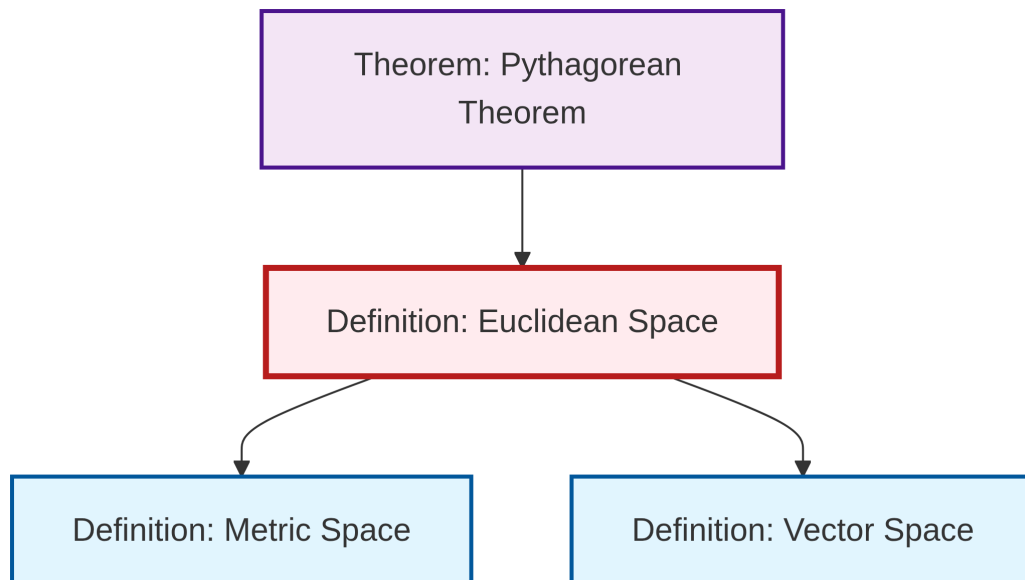 Theorem: Pythagorean
Theorem
Definition: Euclidean Space
Definition: Metric Space
Definition: Vector Space